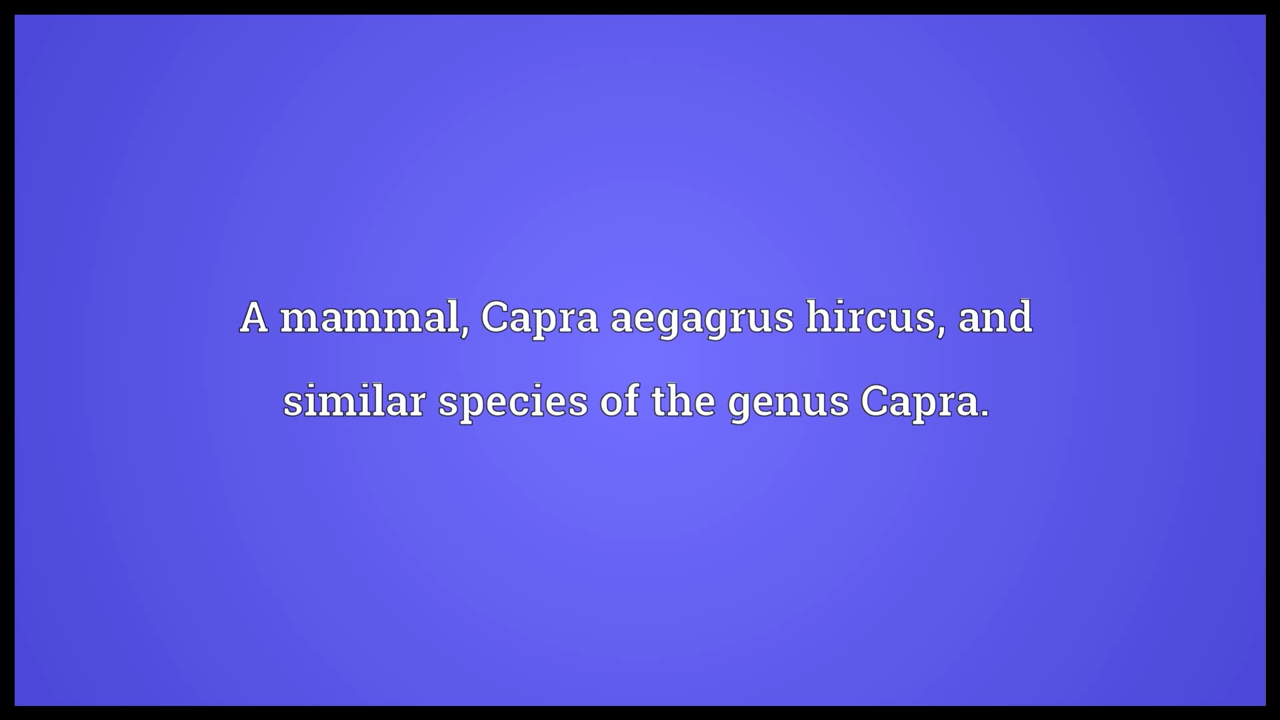 A mammal, Capra aegagrus hircus, and
similar species of the genus Capra.